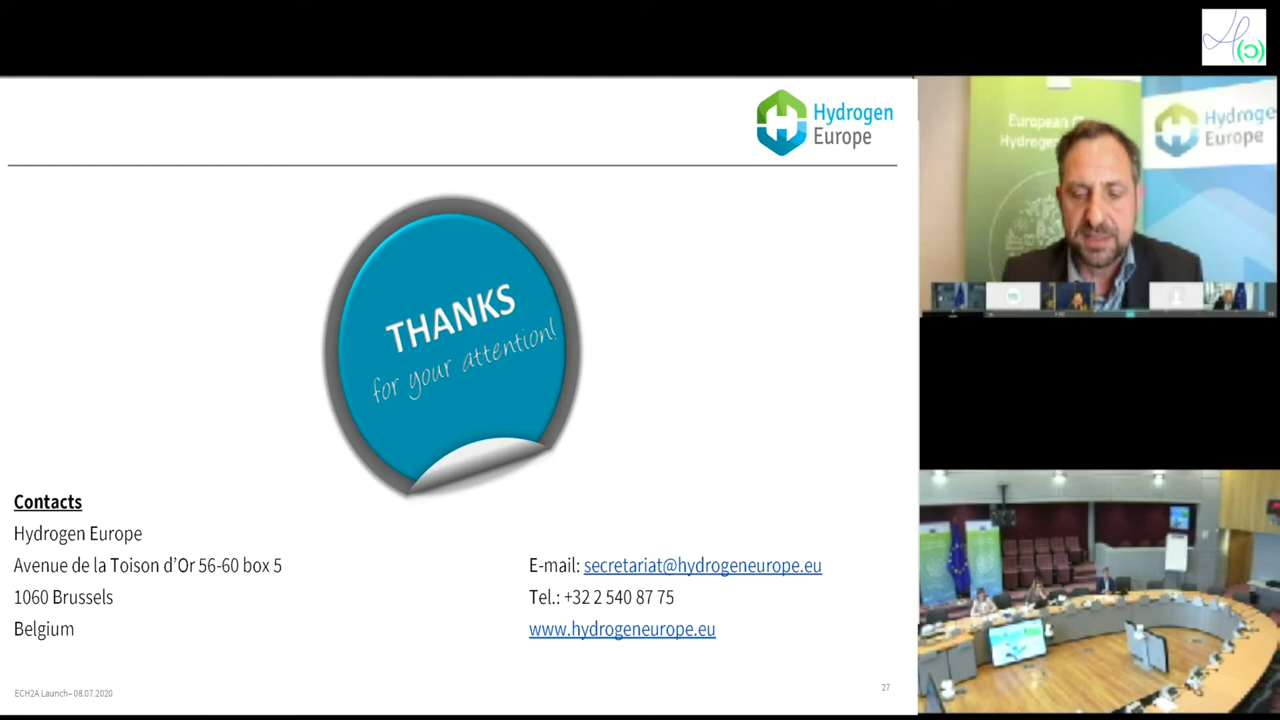 Hydrogen
Europe
THANKS
for your attention!
Contacts
Hydrogen Europe
Avenue de la Toison d'Or 56-60 box 5
1060 Brussels
Belgium
E-mail: secretariat@hydrogeneurope.eu
Tel.: +32 2 540 87 75
www.hydrogeneurope.eu
ECH2A Launch– 08.07.2020
27
European
Hydrogen
Hydroge
Europe